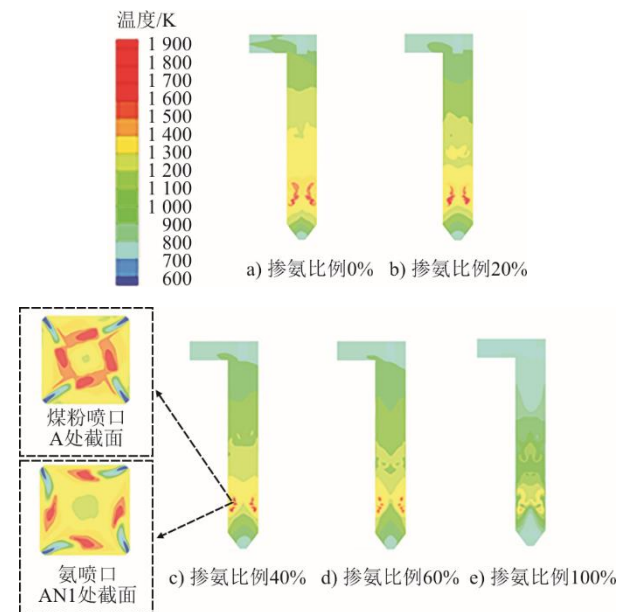 温度/K
1 900
1 800
1 700
1 600
1 500
1 400
1 300
1 200
1 100
1 000
900
800
700
600
a) 掺氨比例0%
b) 掺氨比例20%
煤粉喷口
A处截面
氨喷口
AN1处截面
c) 掺氨比例40%
d) 掺氨比例60%
e) 掺氨比例100%